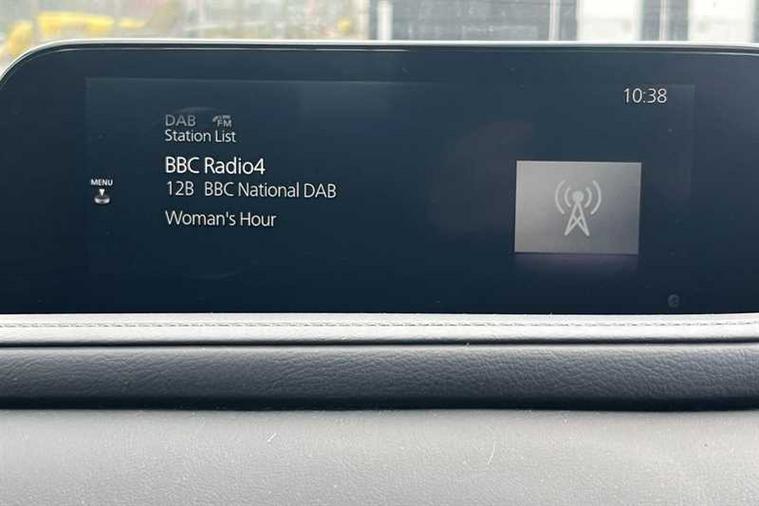 10:38
DAB FM
Station List
BBC Radio4
12B BBC National DAB
MENU
Woman's Hour